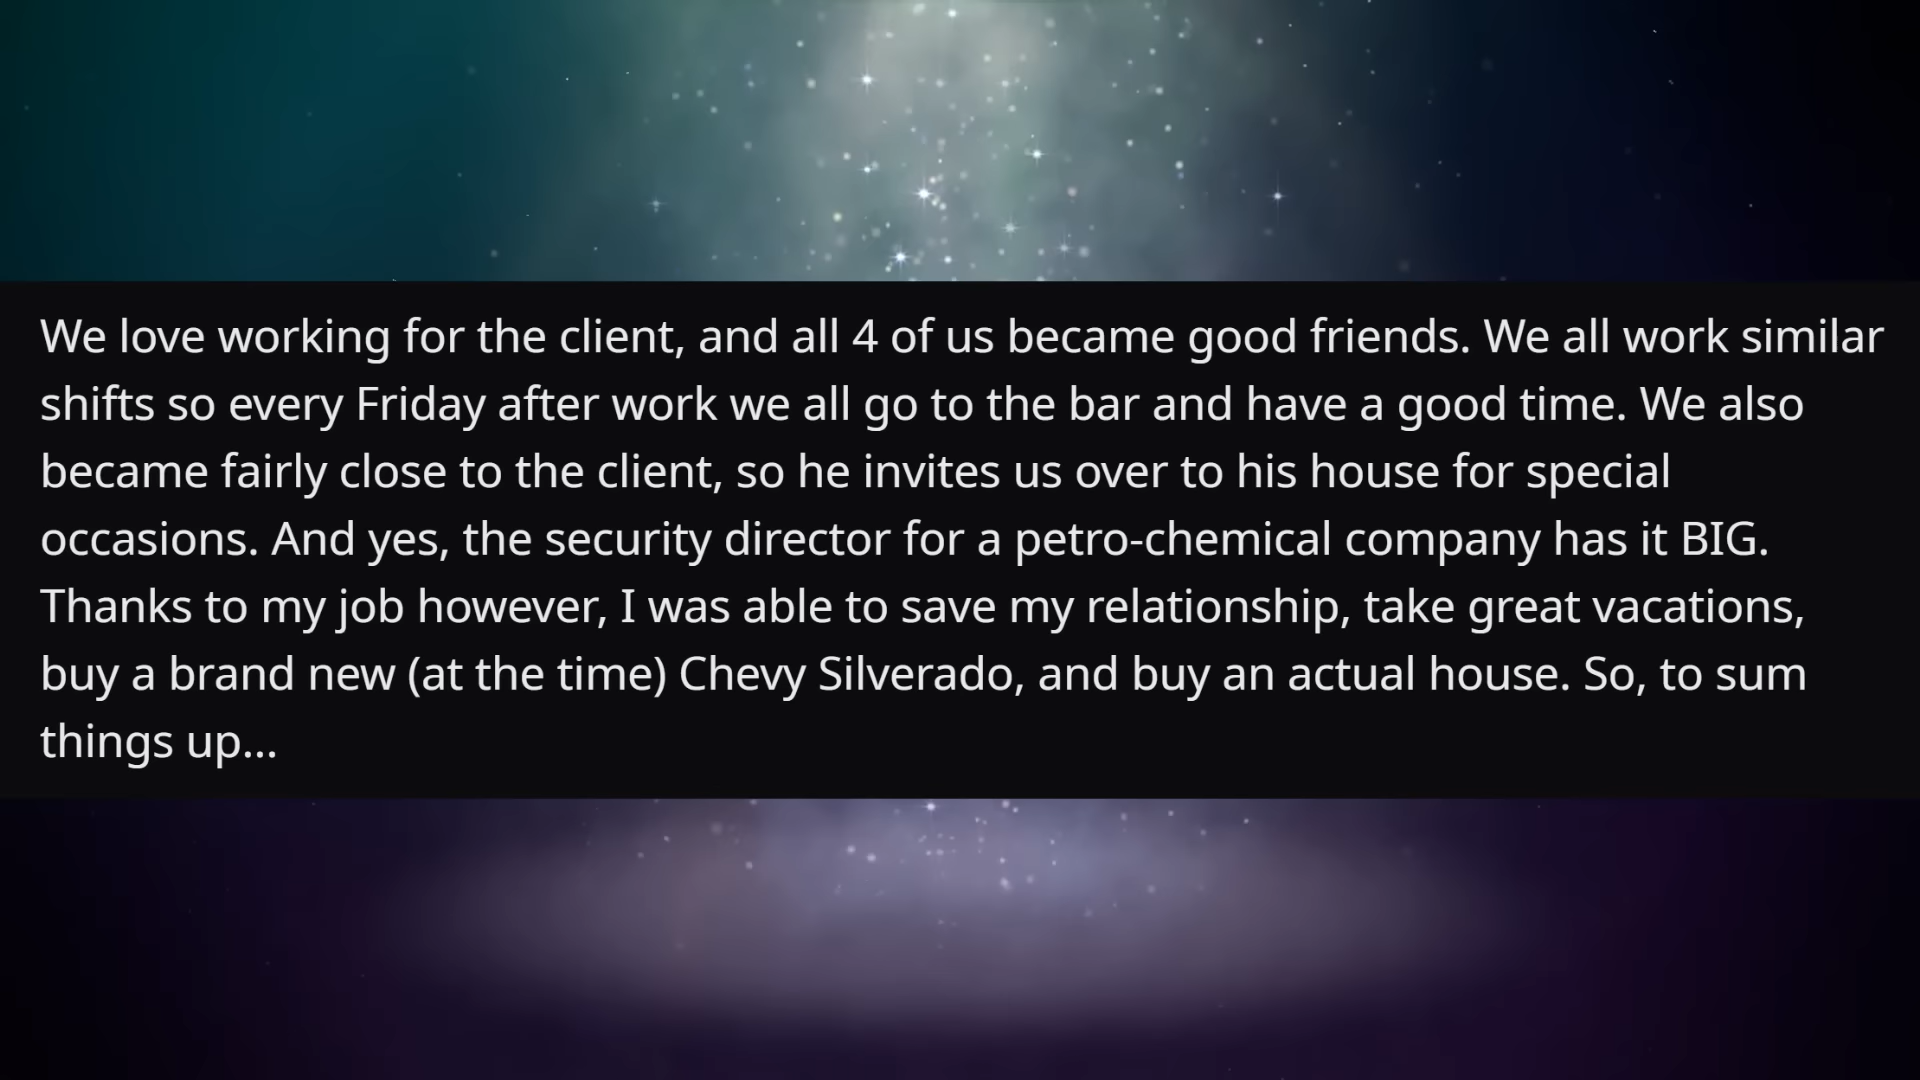 We love working for the client, and all 4 of us became good friends. We all work similar
shifts so every Friday after work we all go to the bar and have a good time. We also
became fairly close to the client, so he invites us over to his house for special
occasions. And yes, the security director for a petro-chemical company has it BIG.
Thanks to my job however, I was able to save my relationship, take great vacations,
buy a brand new (at the time) Chevy Silverado, and buy an actual house. So, to sum
things up...